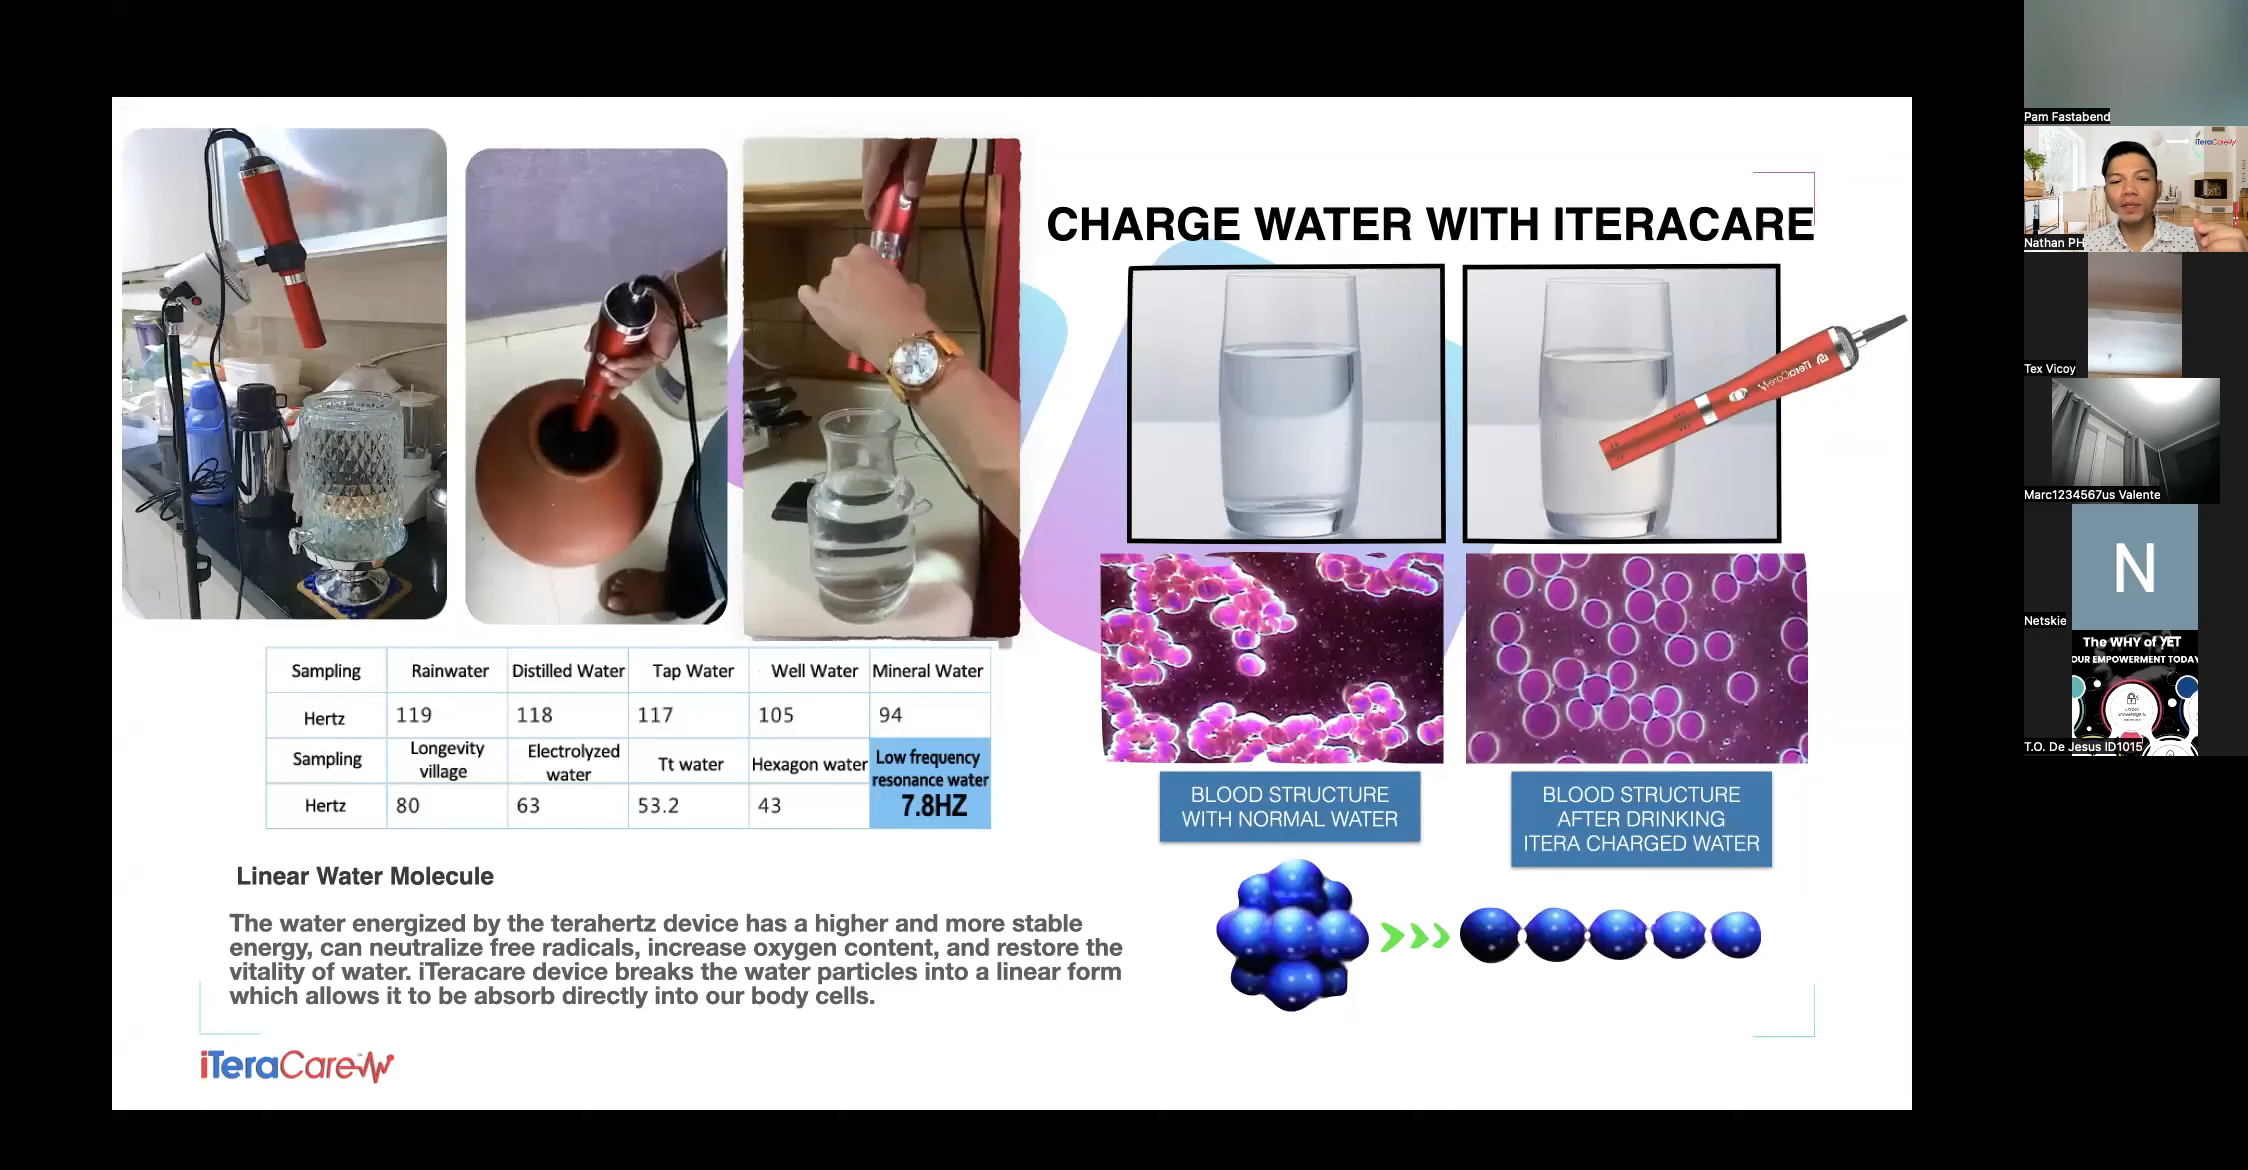 CHARGE WATER WITH ITERACARE
iTeraCare
Sampling Rainwater Distilled Water Tap Water Well Water Mineral Water
Hertz 119 118 117 105 94
Sampling Longevity village Electrolyzed water Tt water Hexagon water Low frequency resonance water
Hertz 80 63 53.2 43 7.8HZ
BLOOD STRUCTURE
WITH NORMAL WATER
BLOOD STRUCTURE
AFTER DRINKING
ITERA CHARGED WATER
Linear Water Molecule
The water energized by the terahertz device has a higher and more stable
energy, can neutralize free radicals, increase oxygen content, and restore the
vitality of water. iTeracare device breaks the water particles into a linear form
which allows it to be absorb directly into our body cells.
iTeraCare
Pam Fastabend
iTeraCare
Nathan PH
Tex Vicoy
Marc1234567us Valente
N
Netskie
The WHY of YET
OUR EMPOWERMENT TODAY
T.O. De Jesus ID1015